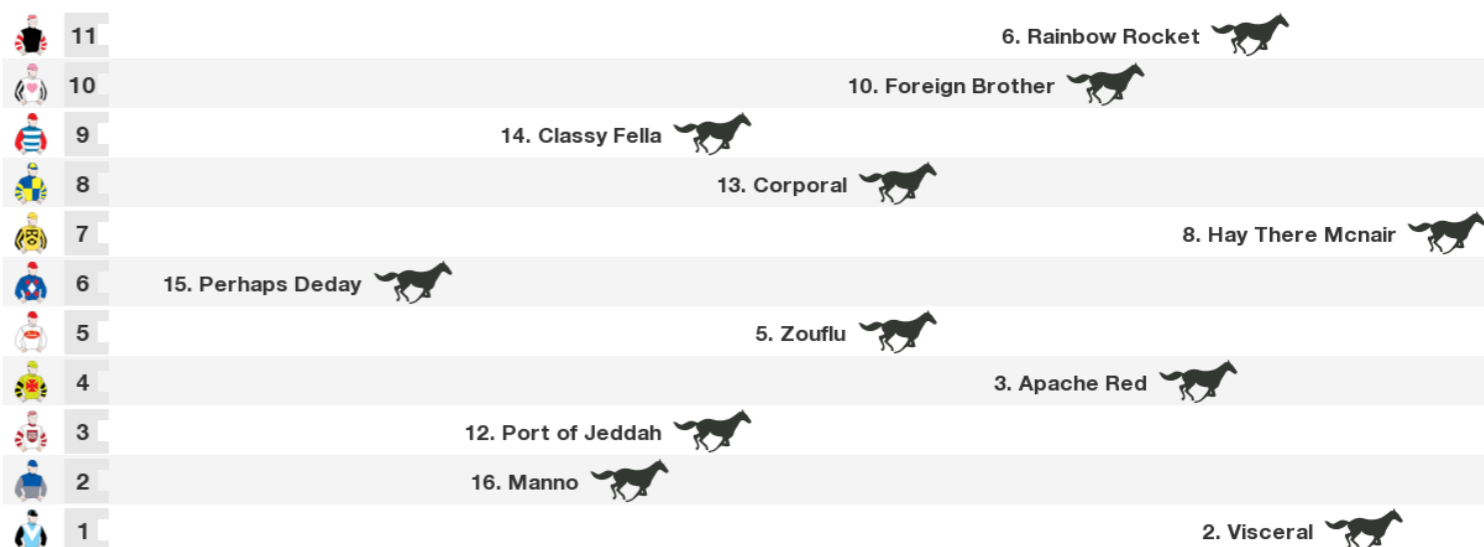 11 6. Rainbow Rocket
10 10. Foreign Brother
9 14. Classy Fella
8 13. Corporal
7 8. Hay There Mcnair
6 15. Perhaps Deday
5 5. Zouflu
4 3. Apache Red
3 12. Port of Jeddah
2 16. Manno
1 2. Visceral